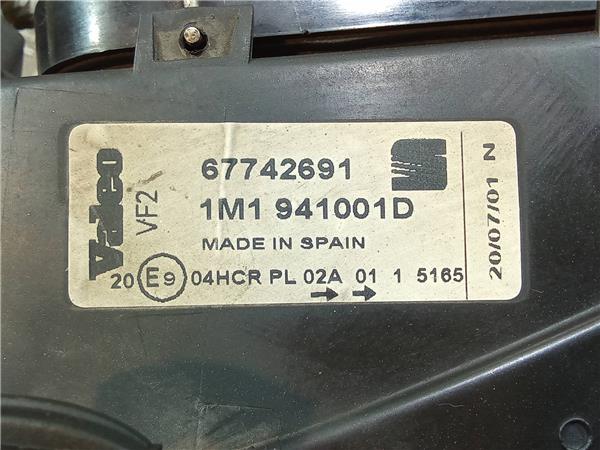 Valeo
VF2
67742691
1M1 941001D
MADE IN SPAIN
20 E9 04HCR PL 02A 01 1 5165
20/07/01 N